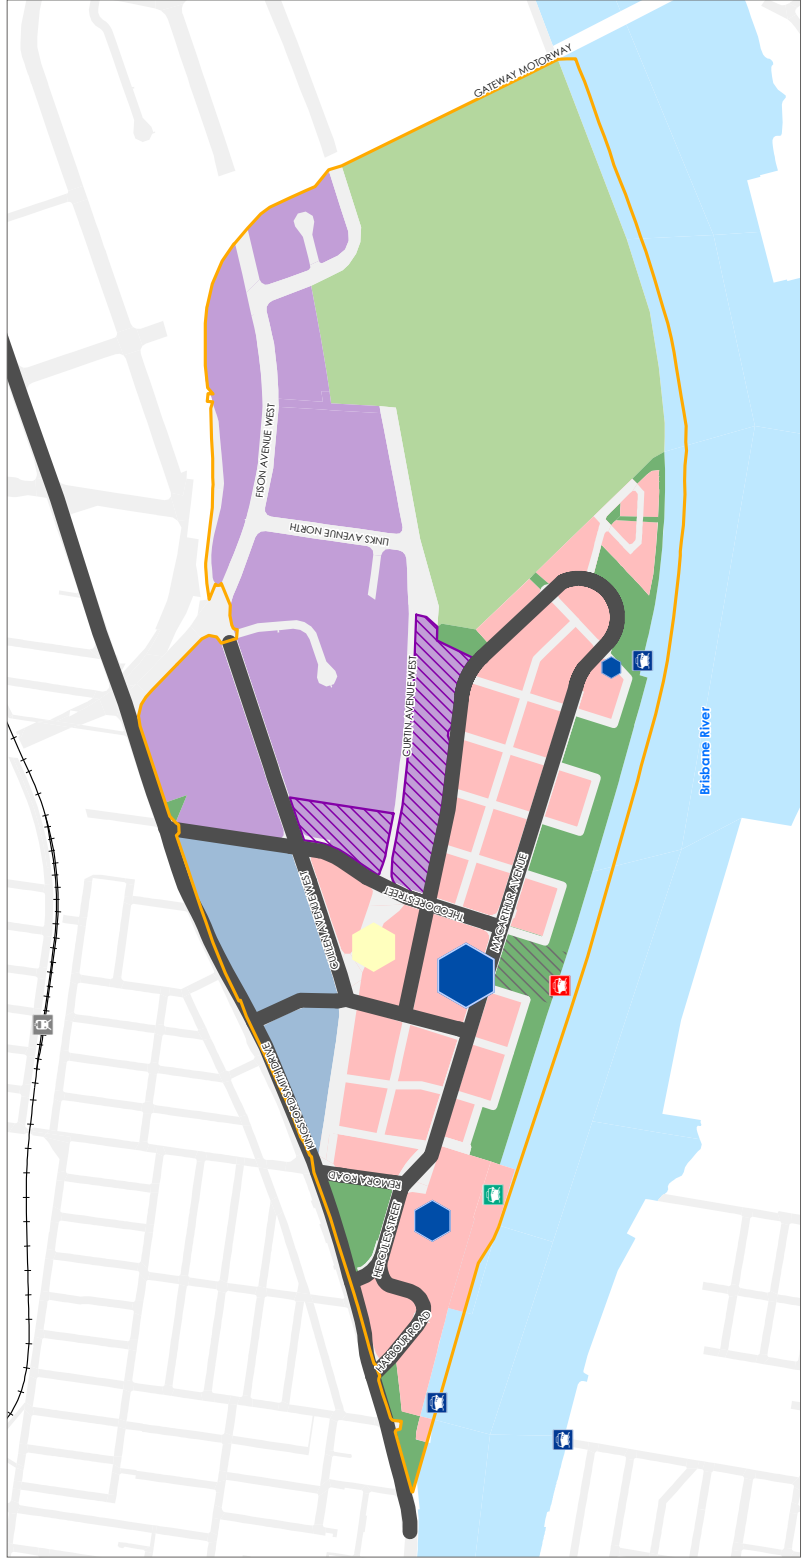 GATEWAY MOTORWAY
FISON AVENUE WEST
LINKS AVENUE NORTH
CURTIN AVENUE WEST
Brisbane River
THEODORE STREET
MACARTHUR AVENUE
CULLEN AVENUE WEST
KINGSFORD SMITH DRIVE
REMORA ROAD
HERCULES STREET
HARBOUR ROAD